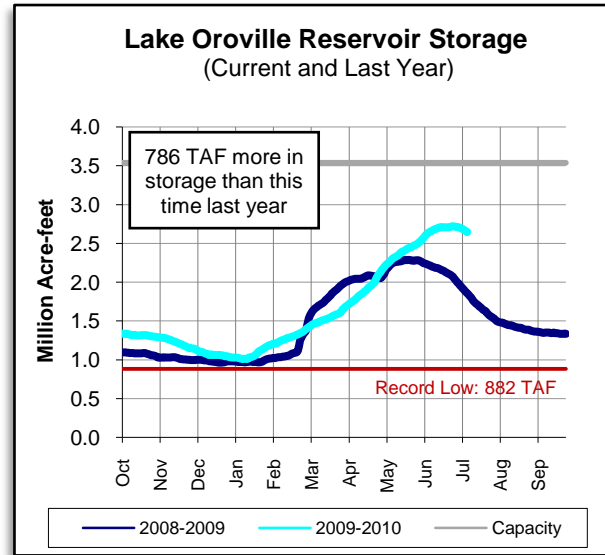 Lake Oroville Reservoir Storage
(Current and Last Year)
4.0
3.5
3.0
2.5
2.0
1.5
1.0
0.5
0.0
Million Acre-feet
786 TAF more in
storage than this
time last year
Record Low: 882 TAF
Oct
Nov
Dec
Jan
Feb
Mar
Apr
May
Jun
Jul
Aug
Sep
2008-2009
2009-2010
Capacity